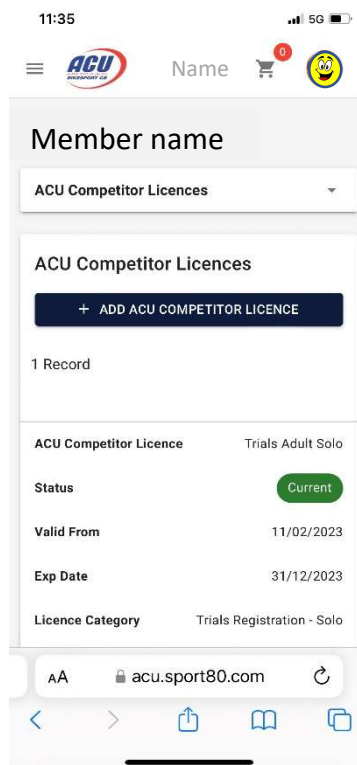 11:35
5G
ACU
Name
0
Member name
ACU Competitor Licences
ACU Competitor Licences
+ ADD ACU COMPETITOR LICENCE
1 Record
ACU Competitor Licence Trials Adult Solo
Status Current
Valid From 11/02/2023
Exp Date 31/12/2023
Licence Category Trials Registration - Solo
AA acu.sport80.com